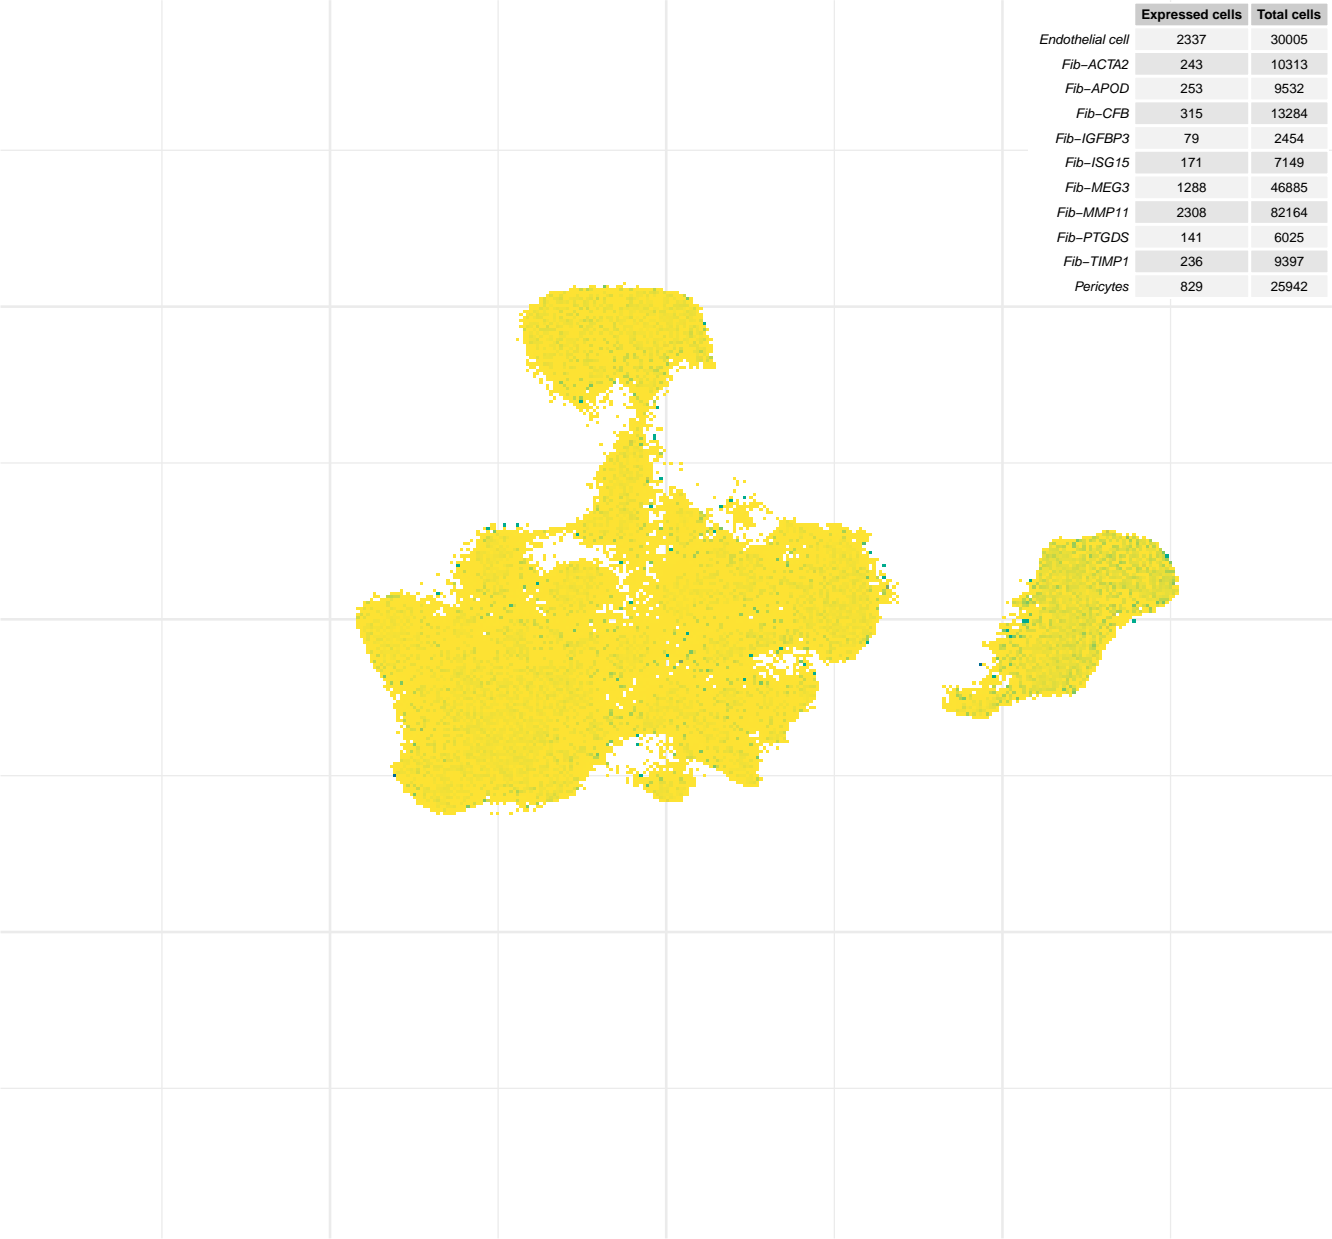 Expressed cells Total cells
Endothelial cell 2337 30005
Fib−ACTA2 243 10313
Fib−APOD 253 9532
Fib−CFB 315 13284
Fib−IGFBP3 79 2454
Fib−ISG15 171 7149
Fib−MEG3 1288 46885
Fib−MMP11 2308 82164
Fib−PTGDS 141 6025
Fib−TIMP1 236 9397
Pericytes 829 25942